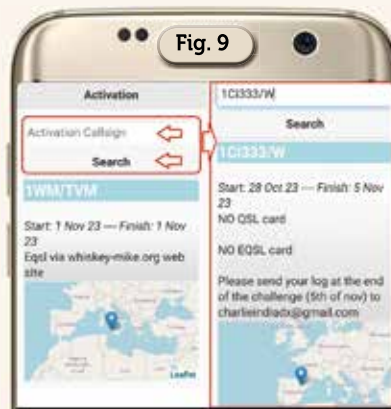 Fig. 9
Activation
Activation Callsign
Search
1WM/TVM
Start: 1 Nov 23 — Finish: 1 Nov
23
Eqsl via whiskey-mike.org web
site
Leaflet
1CI333/W
Search
1CI333/W
Start: 28 Oct 23 — Finish: 5 Nov
23
NO QSL card
NO EQSL card
Please send your log at the end
of the challenge (5th of nov) to
charlieindiadx@gmail.com